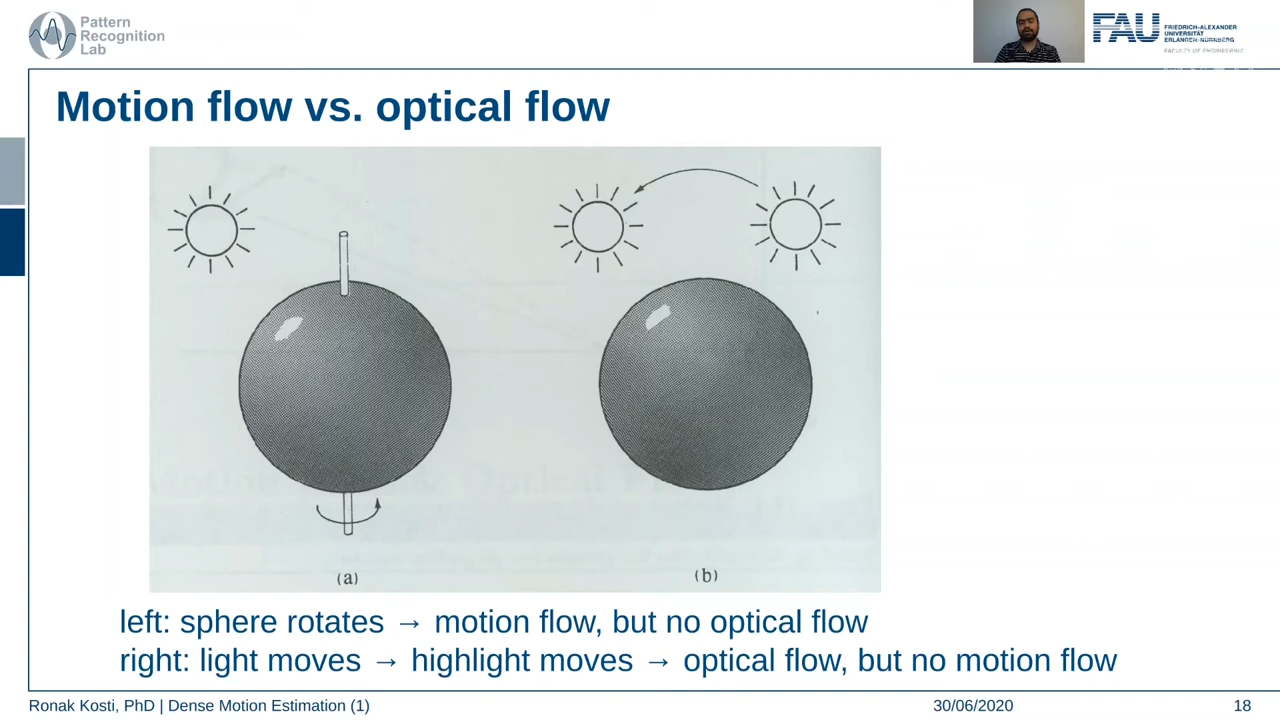 Pattern
Recognition
Lab
FAU
FRIEDRICH-ALEXANDER
UNIVERSITÄT
ERLANGEN-NÜRNBERG
FACULTY OF ENGINEERING
Motion flow vs. optical flow
(a)
(b)
left: sphere rotates → motion flow, but no optical flow
right: light moves → highlight moves → optical flow, but no motion flow
Ronak Kosti, PhD | Dense Motion Estimation (1)
30/06/2020
18